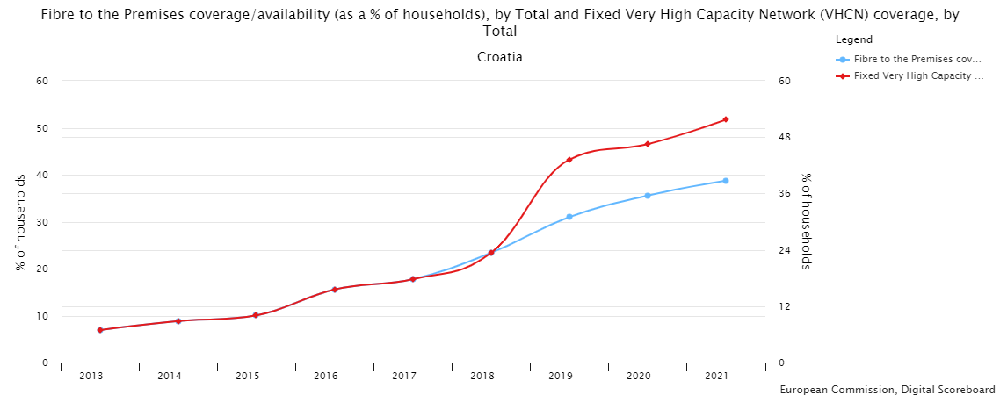 Fibre to the Premises coverage/availability (as a % of households), by Total and Fixed Very High Capacity Network (VHCN) coverage, by
Total
Croatia
Legend
Fibre to the Premises cov...
Fixed Very High Capacity ...
% of households
60
50
40
30
20
10
0
60
48
36
24
12
0
% of households
2013 2014 2015 2016 2017 2018 2019 2020 2021
European Commission, Digital Scoreboard